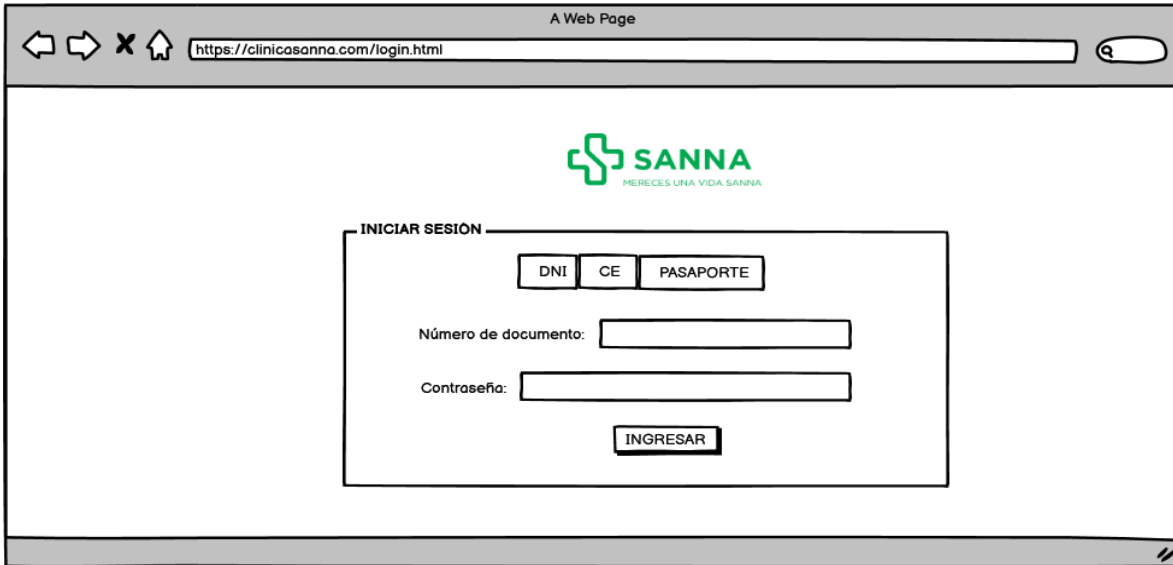 A Web Page
https://clinicasanna.com/login.html
SANNA
MERECES UNA VIDA SANNA
INICIAR SESIÓN
DNI CE PASAPORTE
Número de documento:
Contraseña:
INGRESAR